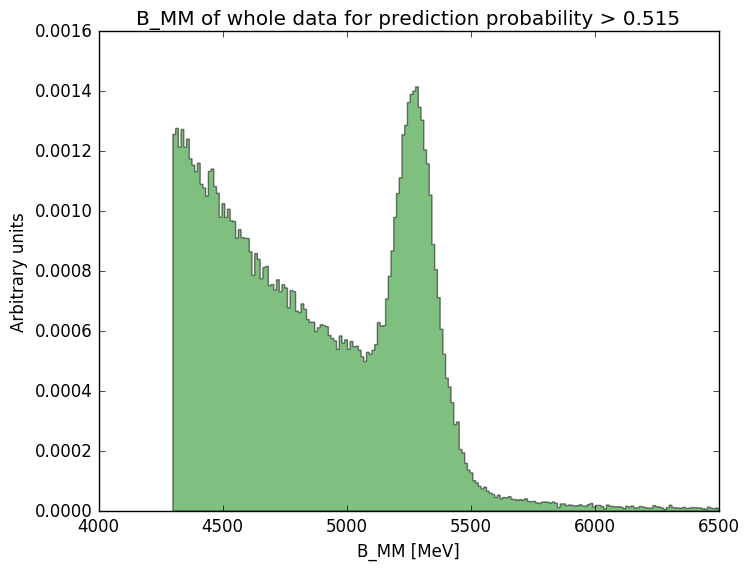 B_MM of whole data for prediction probability > 0.515
0.0016
0.0014
0.0012
0.0010
0.0008
0.0006
0.0004
0.0002
0.0000
Arbitrary units
4000 4500 5000 5500 6000 6500
B_MM [MeV]